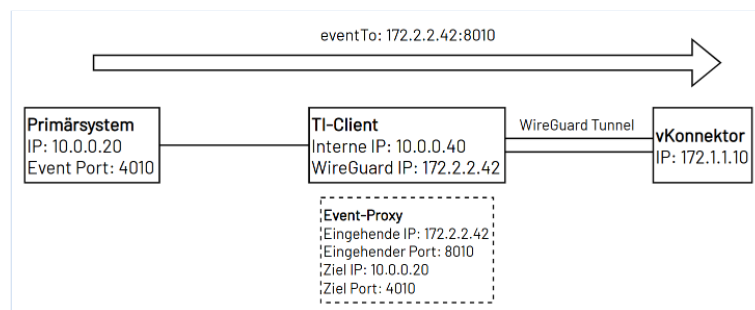 eventTo: 172.2.2.42:8010
Primärsystem
IP: 10.0.0.20
Event Port: 4010
TI-Client
Interne IP: 10.0.0.40
WireGuard IP: 172.2.2.42
WireGuard Tunnel
vKonnektor
IP: 172.1.1.10
Event-Proxy
Eingehende IP: 172.2.2.42
Eingehender Port: 8010
Ziel IP: 10.0.0.20
Ziel Port: 4010